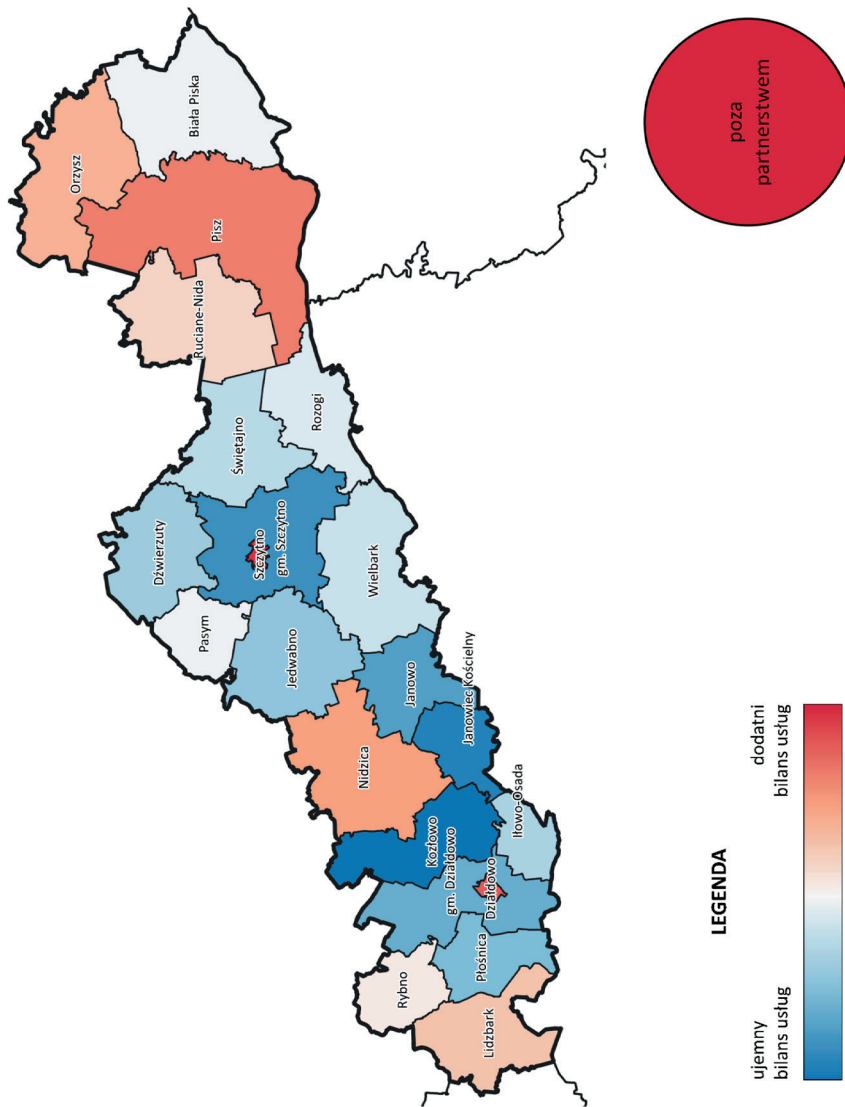 Orzysz
Biała Piska
Pisz
Ruciane-Nida
Świętajno
Rozogi
Dźwierzuty
Szczytno
gm. Szczytno
Wielbark
Pasym
Jedwabno
Janowo
Janowiec Kościelny
Nidzica
Kozłowo
gm. Działdowo
Działdowo
Iłowo-Osada
Płośnica
Rybno
Lidzbark
poza
partnerstwem
LEGENDA
ujemny
bilans usług
dodatni
bilans usług